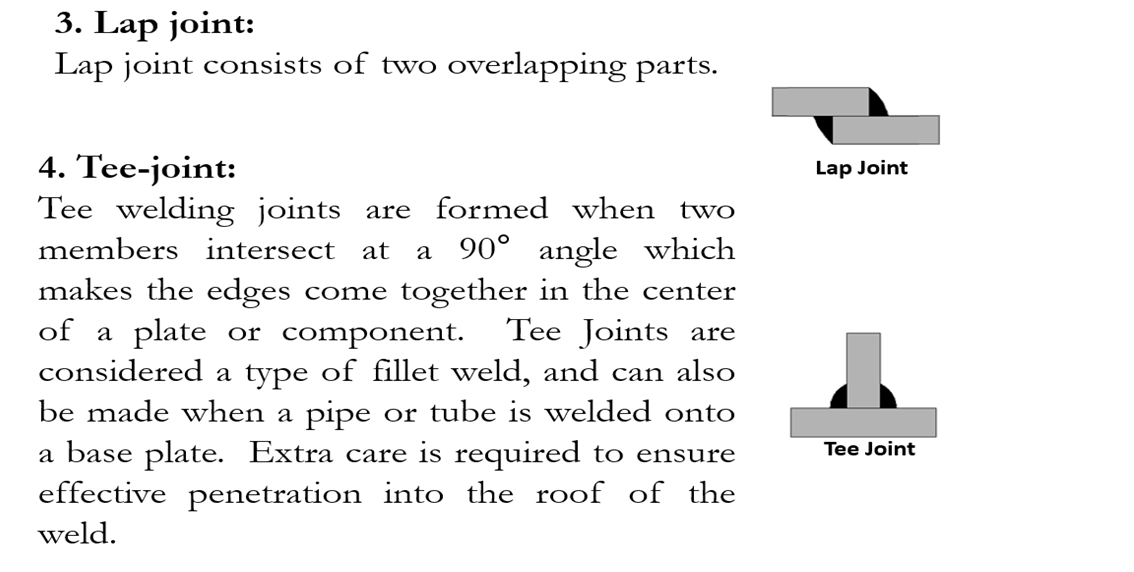 3. Lap joint:
Lap joint consists of two overlapping parts.
Lap Joint
4. Tee-joint:
Tee welding joints are formed when two
members intersect at a 90° angle which
makes the edges come together in the center
of a plate or component. Tee Joints are
considered a type of fillet weld, and can also
be made when a pipe or tube is welded onto
a base plate. Extra care is required to ensure
effective penetration into the roof of the
weld.
Tee Joint